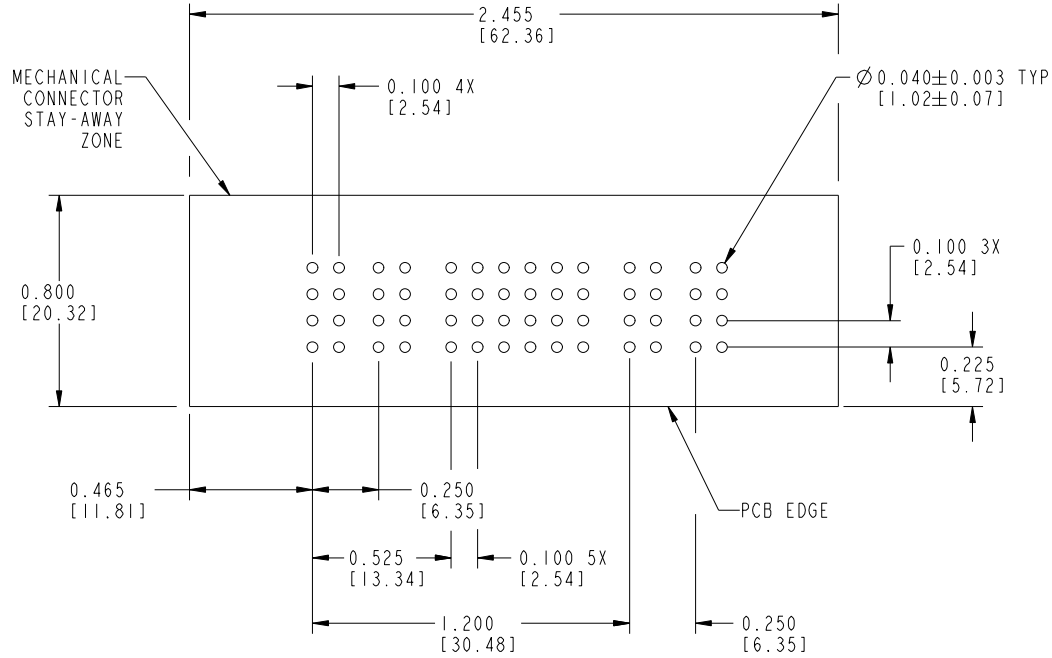 2.455
[62.36]
MECHANICAL
CONNECTOR
STAY-AWAY
ZONE
0.100 4X
[2.54]
Ø 0.040±0.003 TYP
[1.02±0.07]
0.100 3X
[2.54]
0.800
[20.32]
0.225
[5.72]
0.465
[11.81]
0.250
[6.35]
PCB EDGE
0.525
[13.34]
0.100 5X
[2.54]
1.200
[30.48]
0.250
[6.35]